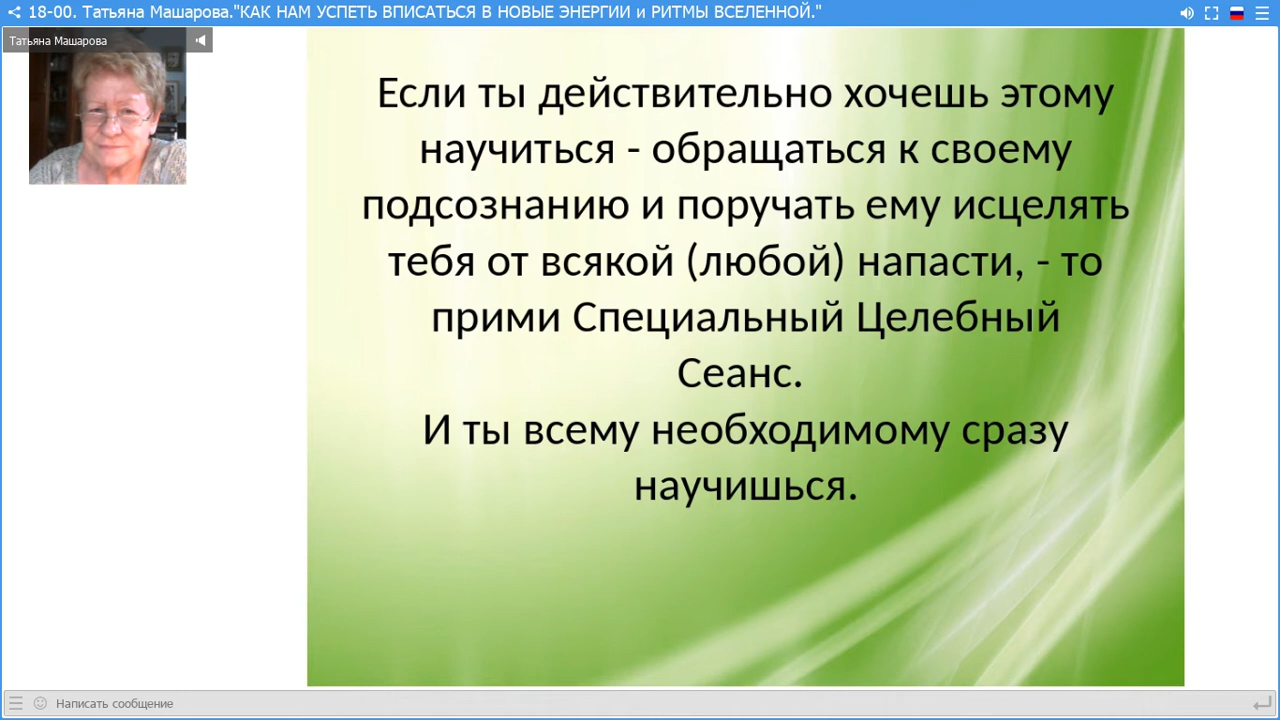 18-00. Татьяна Машарова."КАК НАМ УСПЕТЬ ВПИСАТЬСЯ В НОВЫЕ ЭНЕРГИИ и РИТМЫ ВСЕЛЕННОЙ."
Татьяна Машарова
Если ты действительно хочешь этому
научиться - обращаться к своему
подсознанию и поручать ему исцелять
тебя от всякой (любой) напасти, - то
прими Специальный Целебный
Сеанс.
И ты всему необходимому сразу
научишься.
Написать сообщение